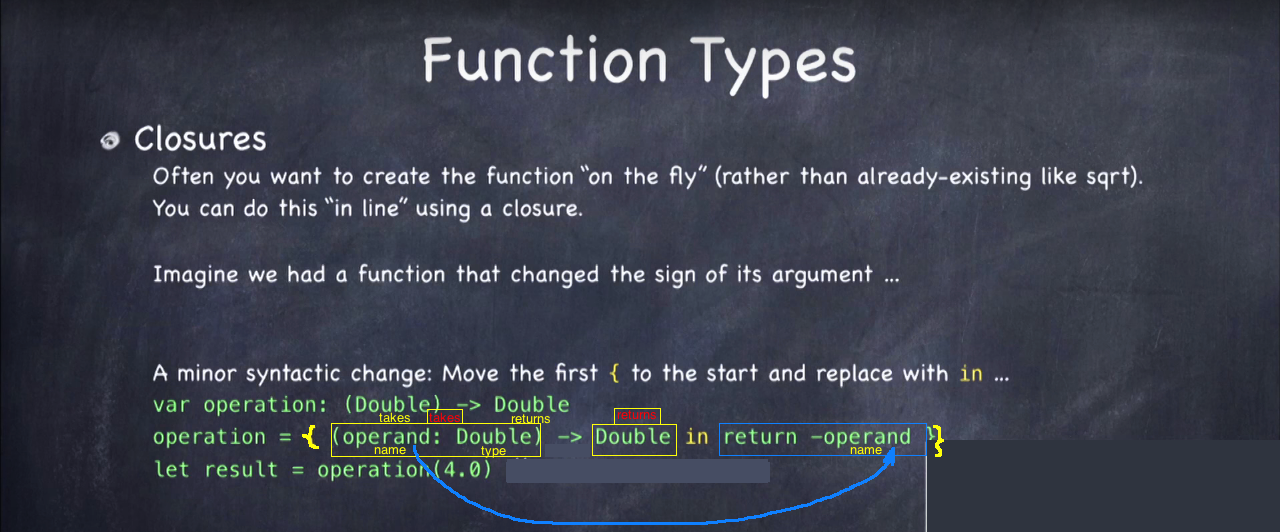 Function Types
Closures
Often you want to create the function “on the fly” (rather than already-existing like sqrt).
You can do this “in line” using a closure.
Imagine we had a function that changed the sign of its argument ...
A minor syntactic change: Move the first { to the start and replace with in ...
var operation: (Double) -> Double
takes takes returns returns
operation = { (operand: Double) -> Double in return -operand }
name type name
let result = operation(4.0)